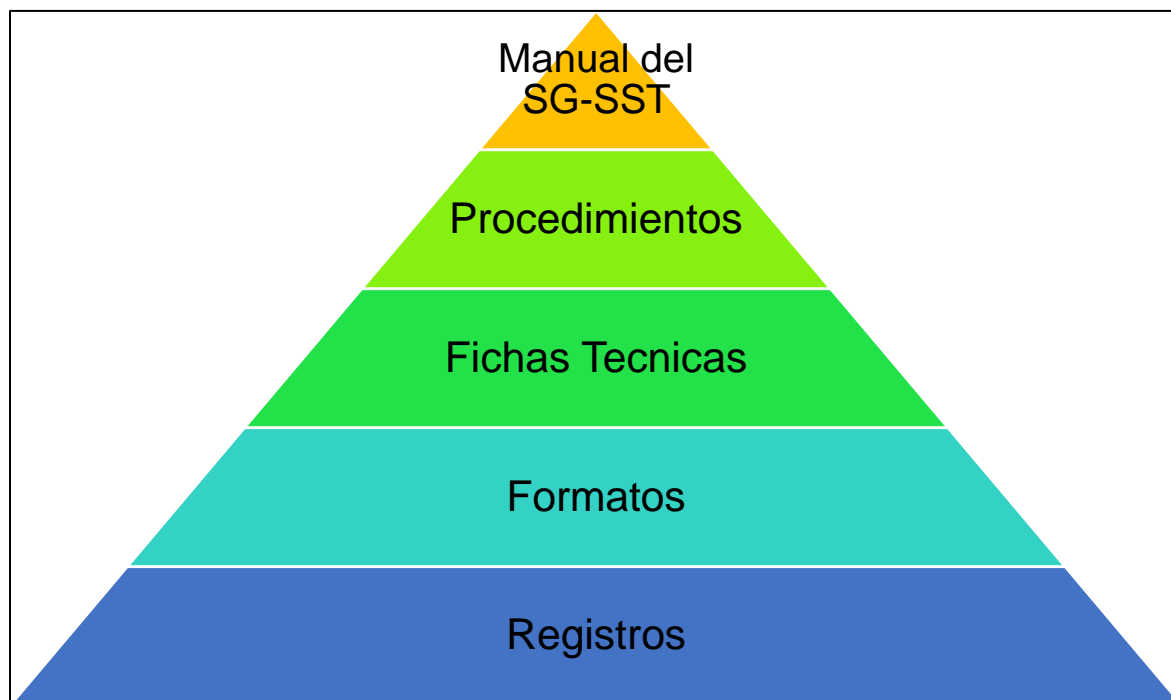 Manual del
SG-SST
Procedimientos
Fichas Tecnicas
Formatos
Registros